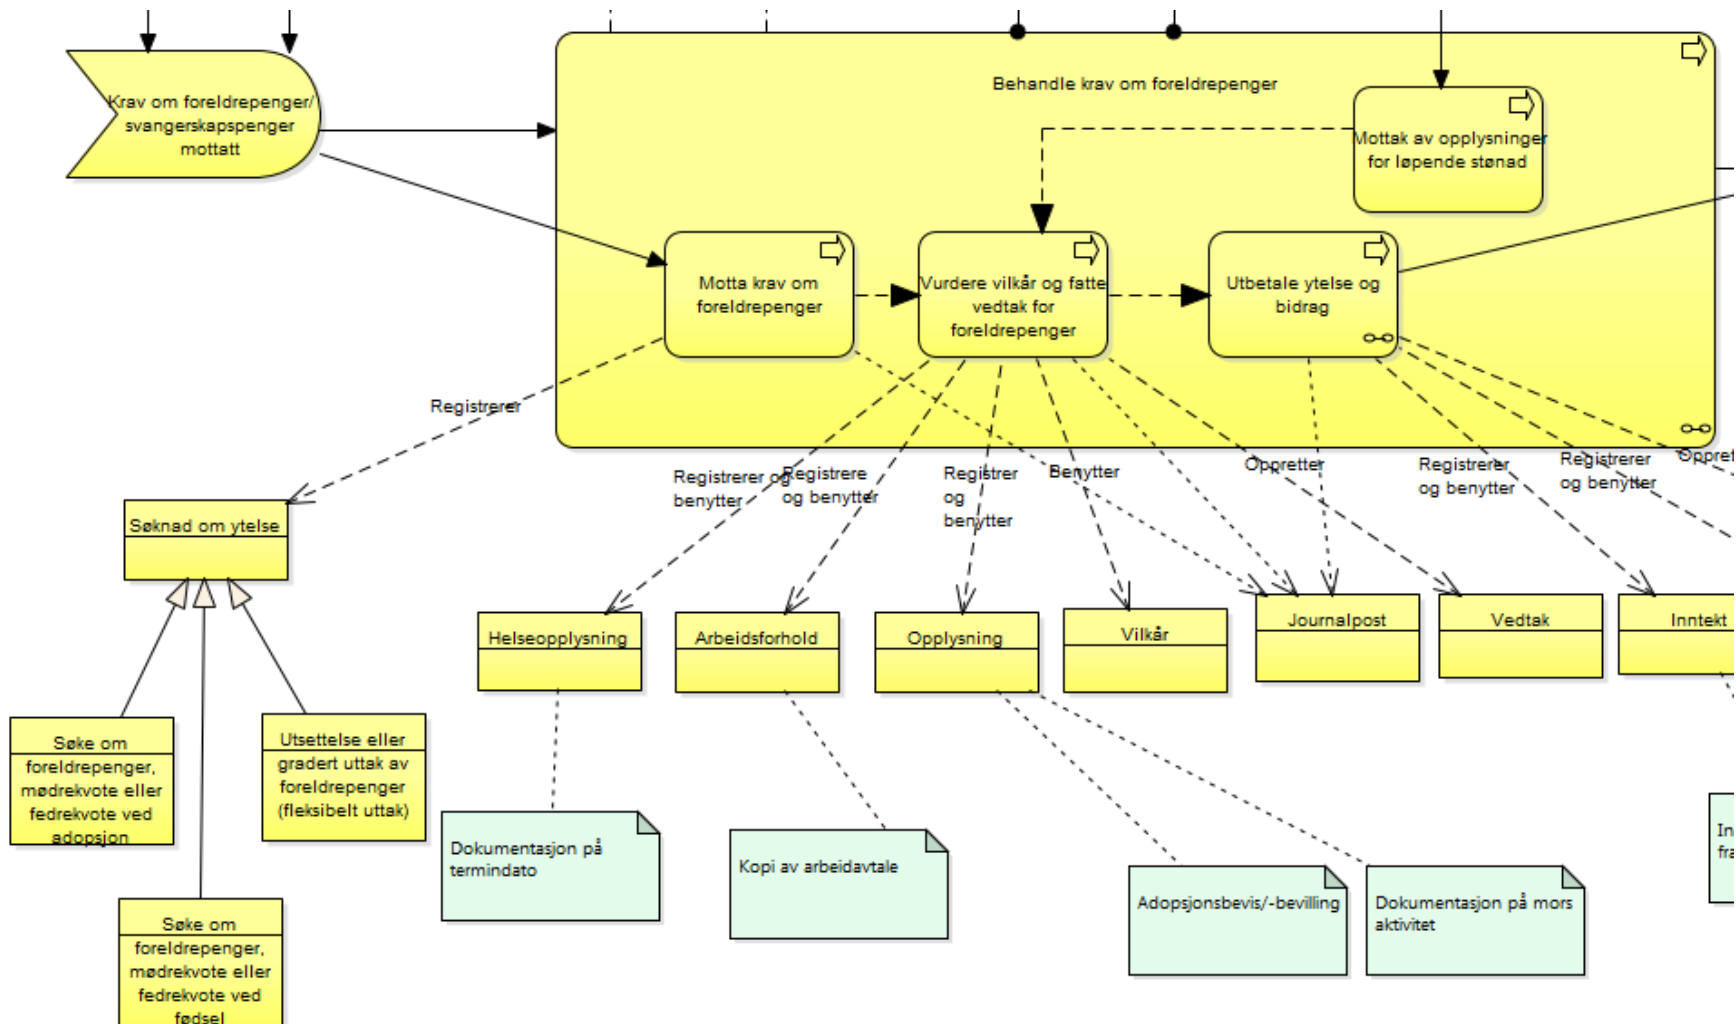 Krav om foreldrepenger/
svangerskapspenger
mottatt
Behandle krav om foreldrepenger
Mottak av opplysninger
for løpende stønad
Motta krav om
foreldrepenger
Vurdere vilkår og fatte
vedtak for
foreldrepenger
Utbetale ytelse og
bidrag
Registrerer
Registrerer og
benytter
Registrere
og benytter
Registrer
og
benytter
Benytter
Oppretter
Registrerer
og benytter
Registrerer
og benytter
Oppret
Søknad om ytelse
Helseopplysning
Arbeidsforhold
Opplysning
Vilkår
Journalpost
Vedtak
Inntekt
Søke om
foreldrepenger,
mødrekvote eller
fedrekvote ved
adopsjon
Utsettelse eller
gradert uttak av
foreldrepenger
(fleksibelt uttak)
Søke om
foreldrepenger,
mødrekvote eller
fedrekvote ved
fødsel
Dokumentasjon på
termindato
Kopi av arbeidavtale
Adopsjonsbevis/-bevilling
Dokumentasjon på mors
aktivitet
In
fra